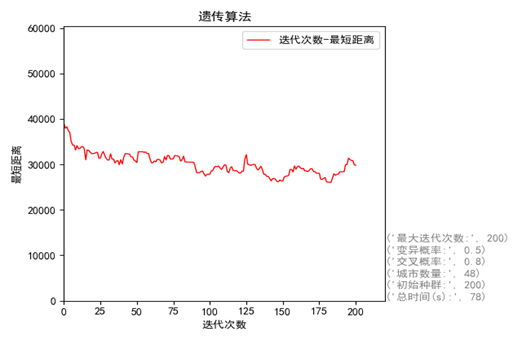 遗传算法
迭代次数-最短距离
60000
50000
40000
30000
20000
10000
0
最短距离
0 25 50 75 100 125 150 175 200
迭代次数
('最大迭代次数:', 200)
('变异概率:', 0.5)
('交叉概率:', 0.8)
('城市数量:', 48)
('初始种群:', 200)
('总时间(s):', 78)